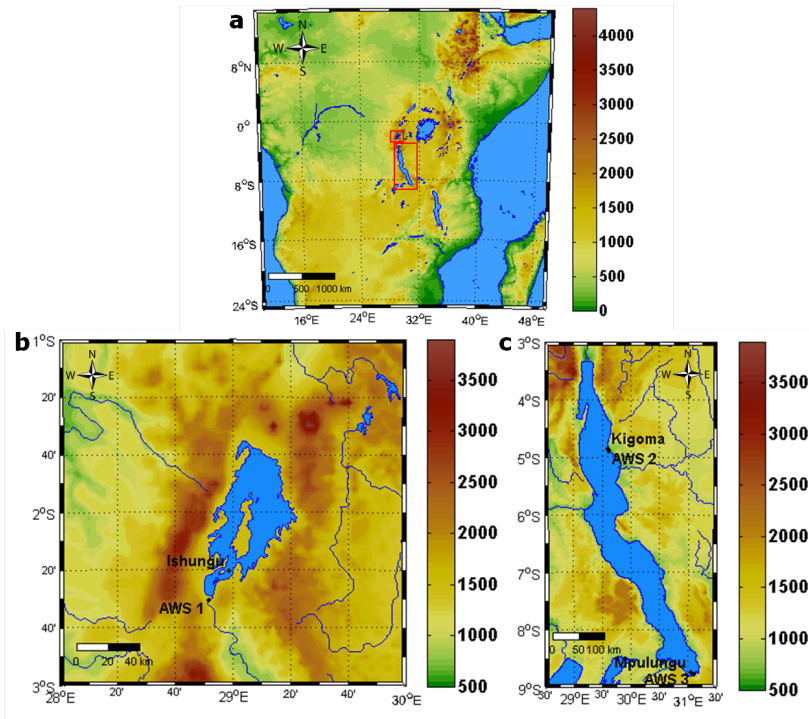 a
N
W E
S
8°N
0°
8°S
16°S
24°S
16°E 24°E 32°E 40°E 48°E
0 500 1000 km
4000
3500
3000
2500
2000
1500
1000
500
0
b
N
W E
S
1°S
20'
40'
2°S
20'
40'
3°S
28°E 20' 40' 29°E 20' 40' 30°E
Ishungu
AWS 1
0 20 40 km
3500
3000
2500
2000
1500
1000
500
c
N
W E
S
3°S
4°S
5°S
6°S
7°S
8°S
9°S
30' 29°E 30' 30°E 30' 31°E 30'
Kigoma
AWS 2
Mpulungu
AWS 3
0 50 100 km
3500
3000
2500
2000
1500
1000
500